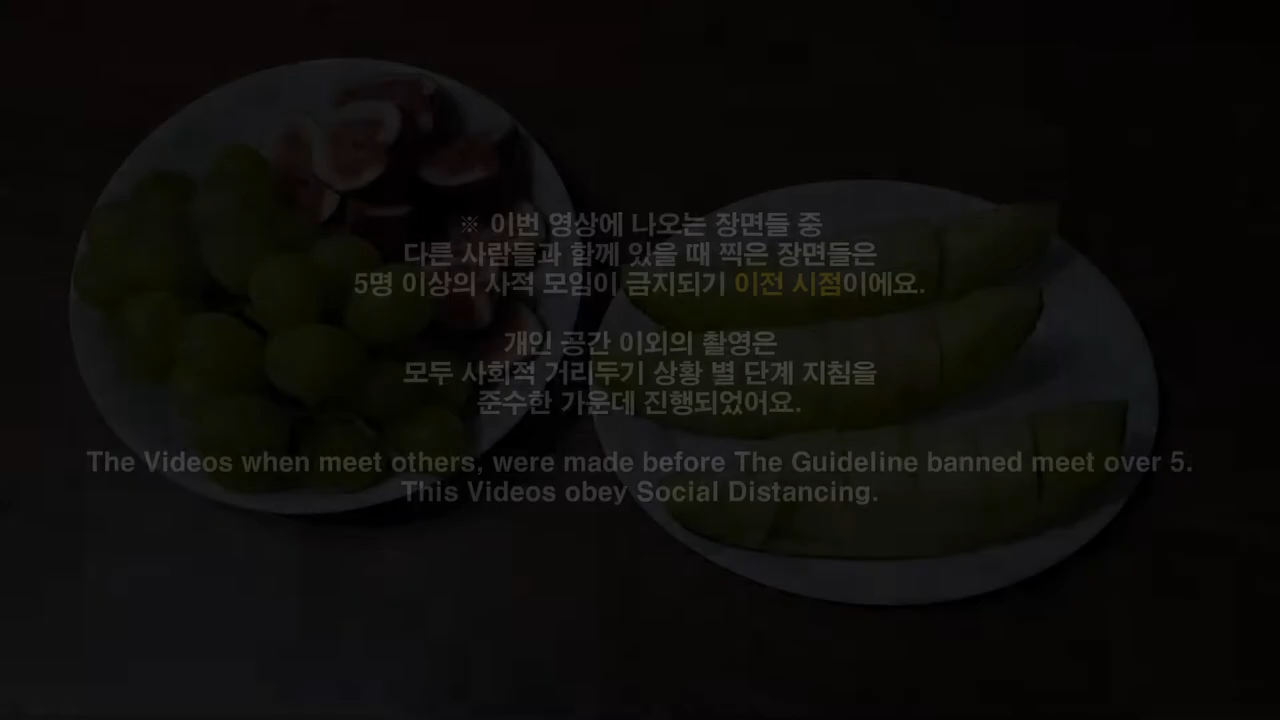 ※ 이번 영상에 나오는 장면들 중
다른 사람들과 함께 있을 때 찍은 장면들은
5명 이상의 사적 모임이 금지되기 이전 시점이에요.
개인 공간 이외의 촬영은
모두 사회적 거리두기 상황 별 단계 지침을
준수한 가운데 진행되었어요.
The Videos when meet others, were made before The Guideline banned meet over 5.
This Videos obey Social Distancing.